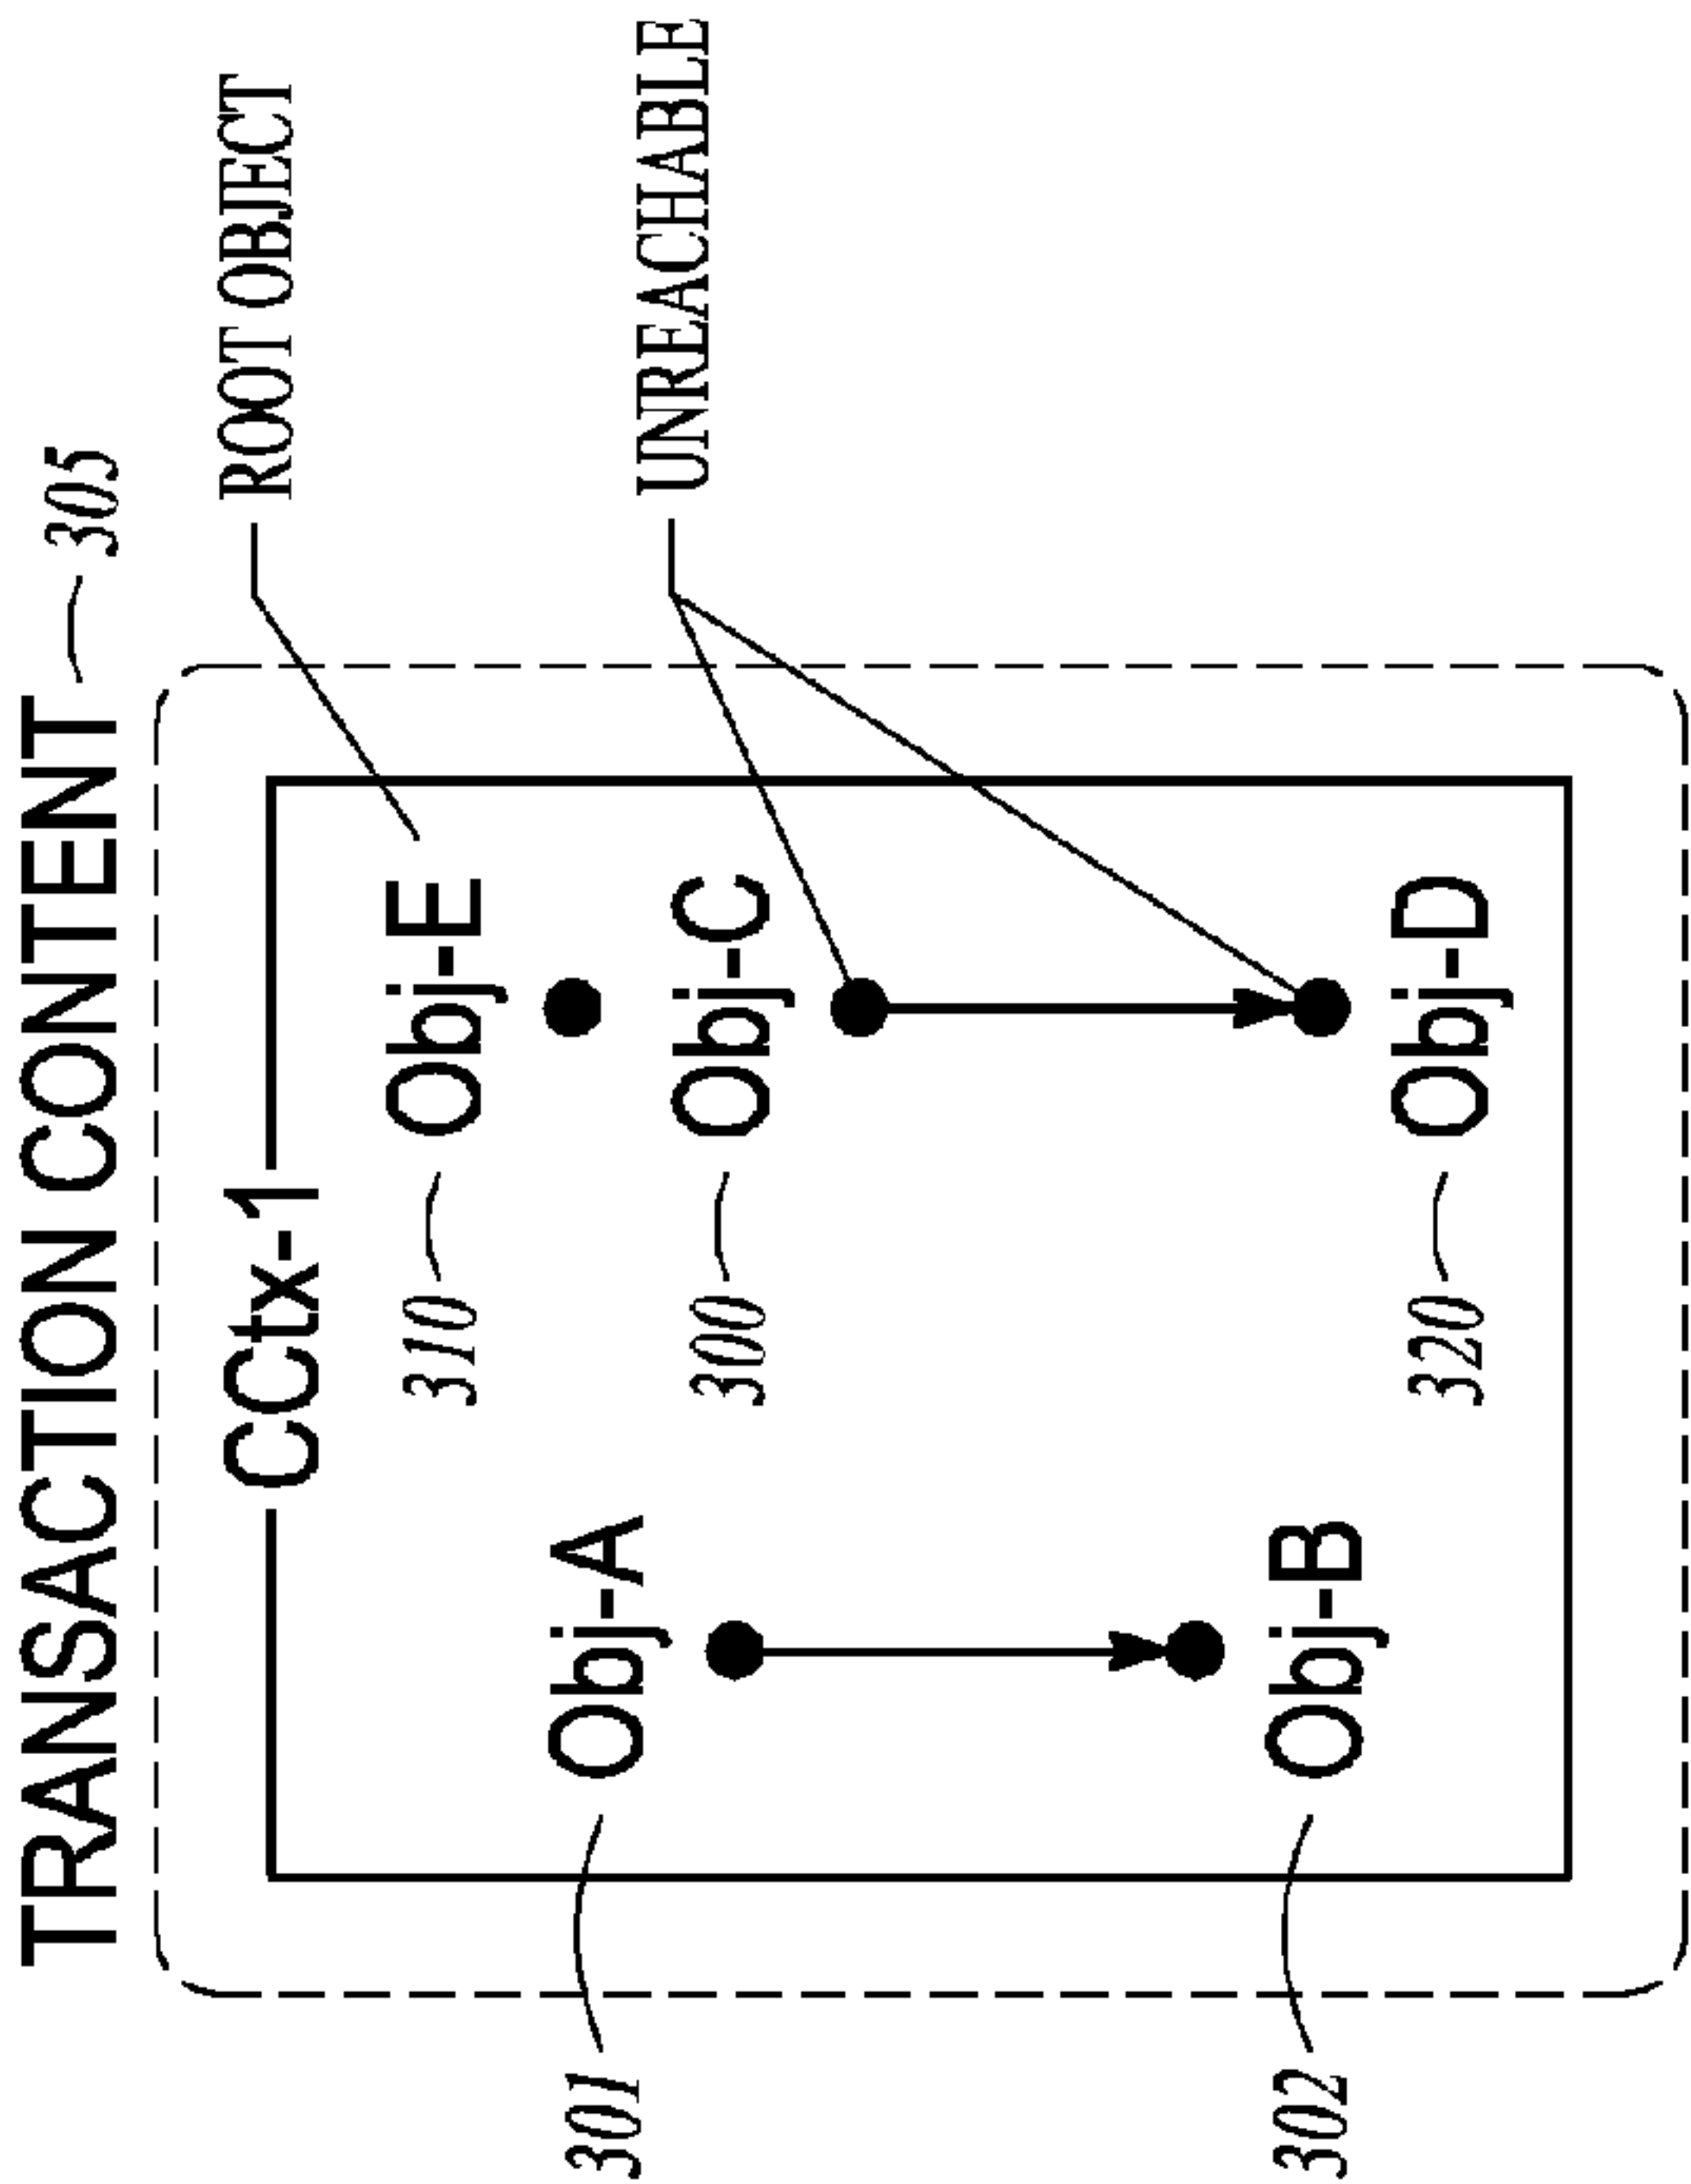 TRANSACTION CONTENT 305
CCtx-1
ROOT OBJECT
310 Obj-E
301 Obj-A
300 Obj-C
UNREACHABLE
302 Obj-B
320 Obj-D